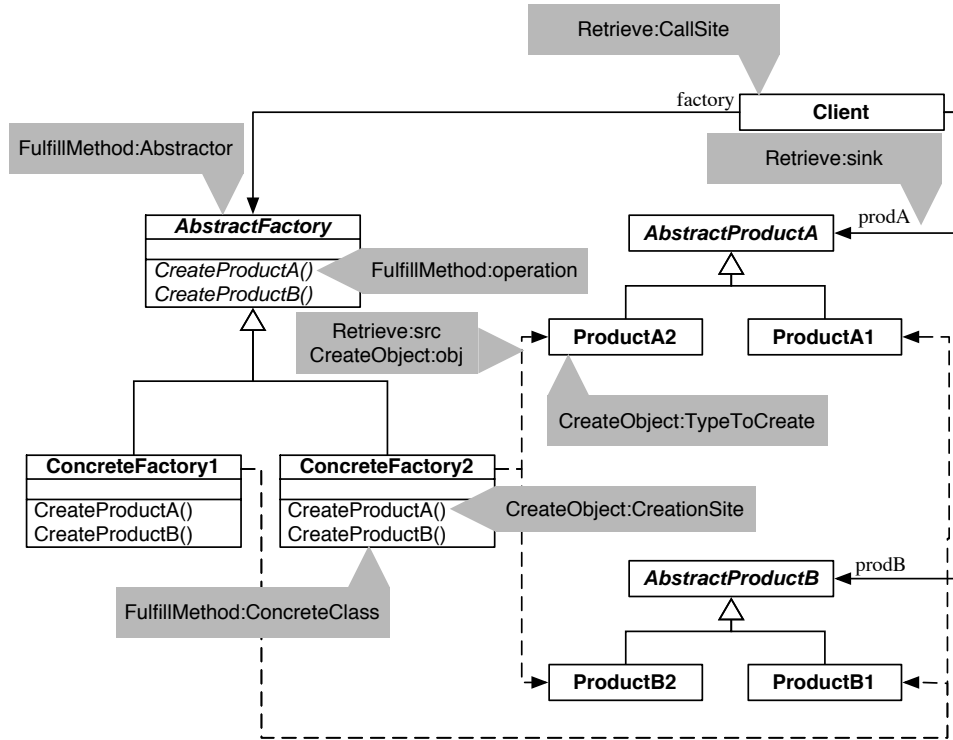 Retrieve:CallSite
factory
Client
FulfillMethod:Abstractor
Retrieve:sink
AbstractFactory
AbstractProductA
prodA
CreateProductA()
CreateProductB()
FulfillMethod:operation
Retrieve:src
CreateObject:obj
ProductA2
ProductA1
CreateObject:TypeToCreate
ConcreteFactory1
ConcreteFactory2
CreateProductA()
CreateProductB()
CreateProductA()
CreateProductB()
CreateObject:CreationSite
AbstractProductB
prodB
FulfillMethod:ConcreteClass
ProductB2
ProductB1